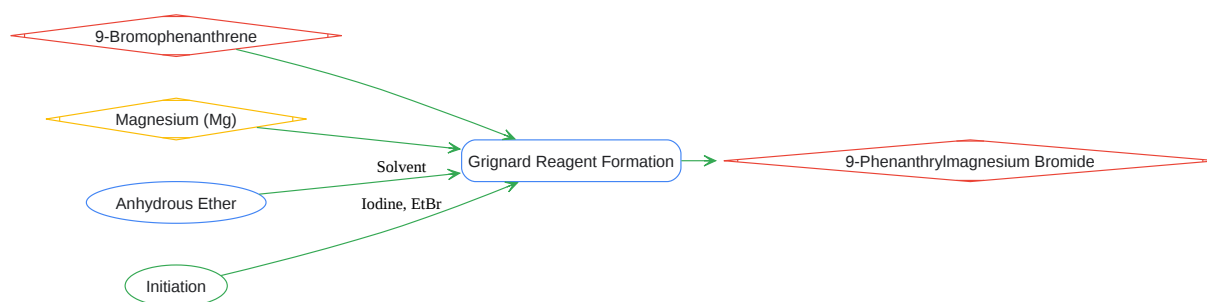 9-Bromophenanthrene
Magnesium (Mg)
Grignard Reagent Formation
9-Phenanthrylmagnesium Bromide
Solvent
Anhydrous Ether
Iodine, EtBr
Initiation